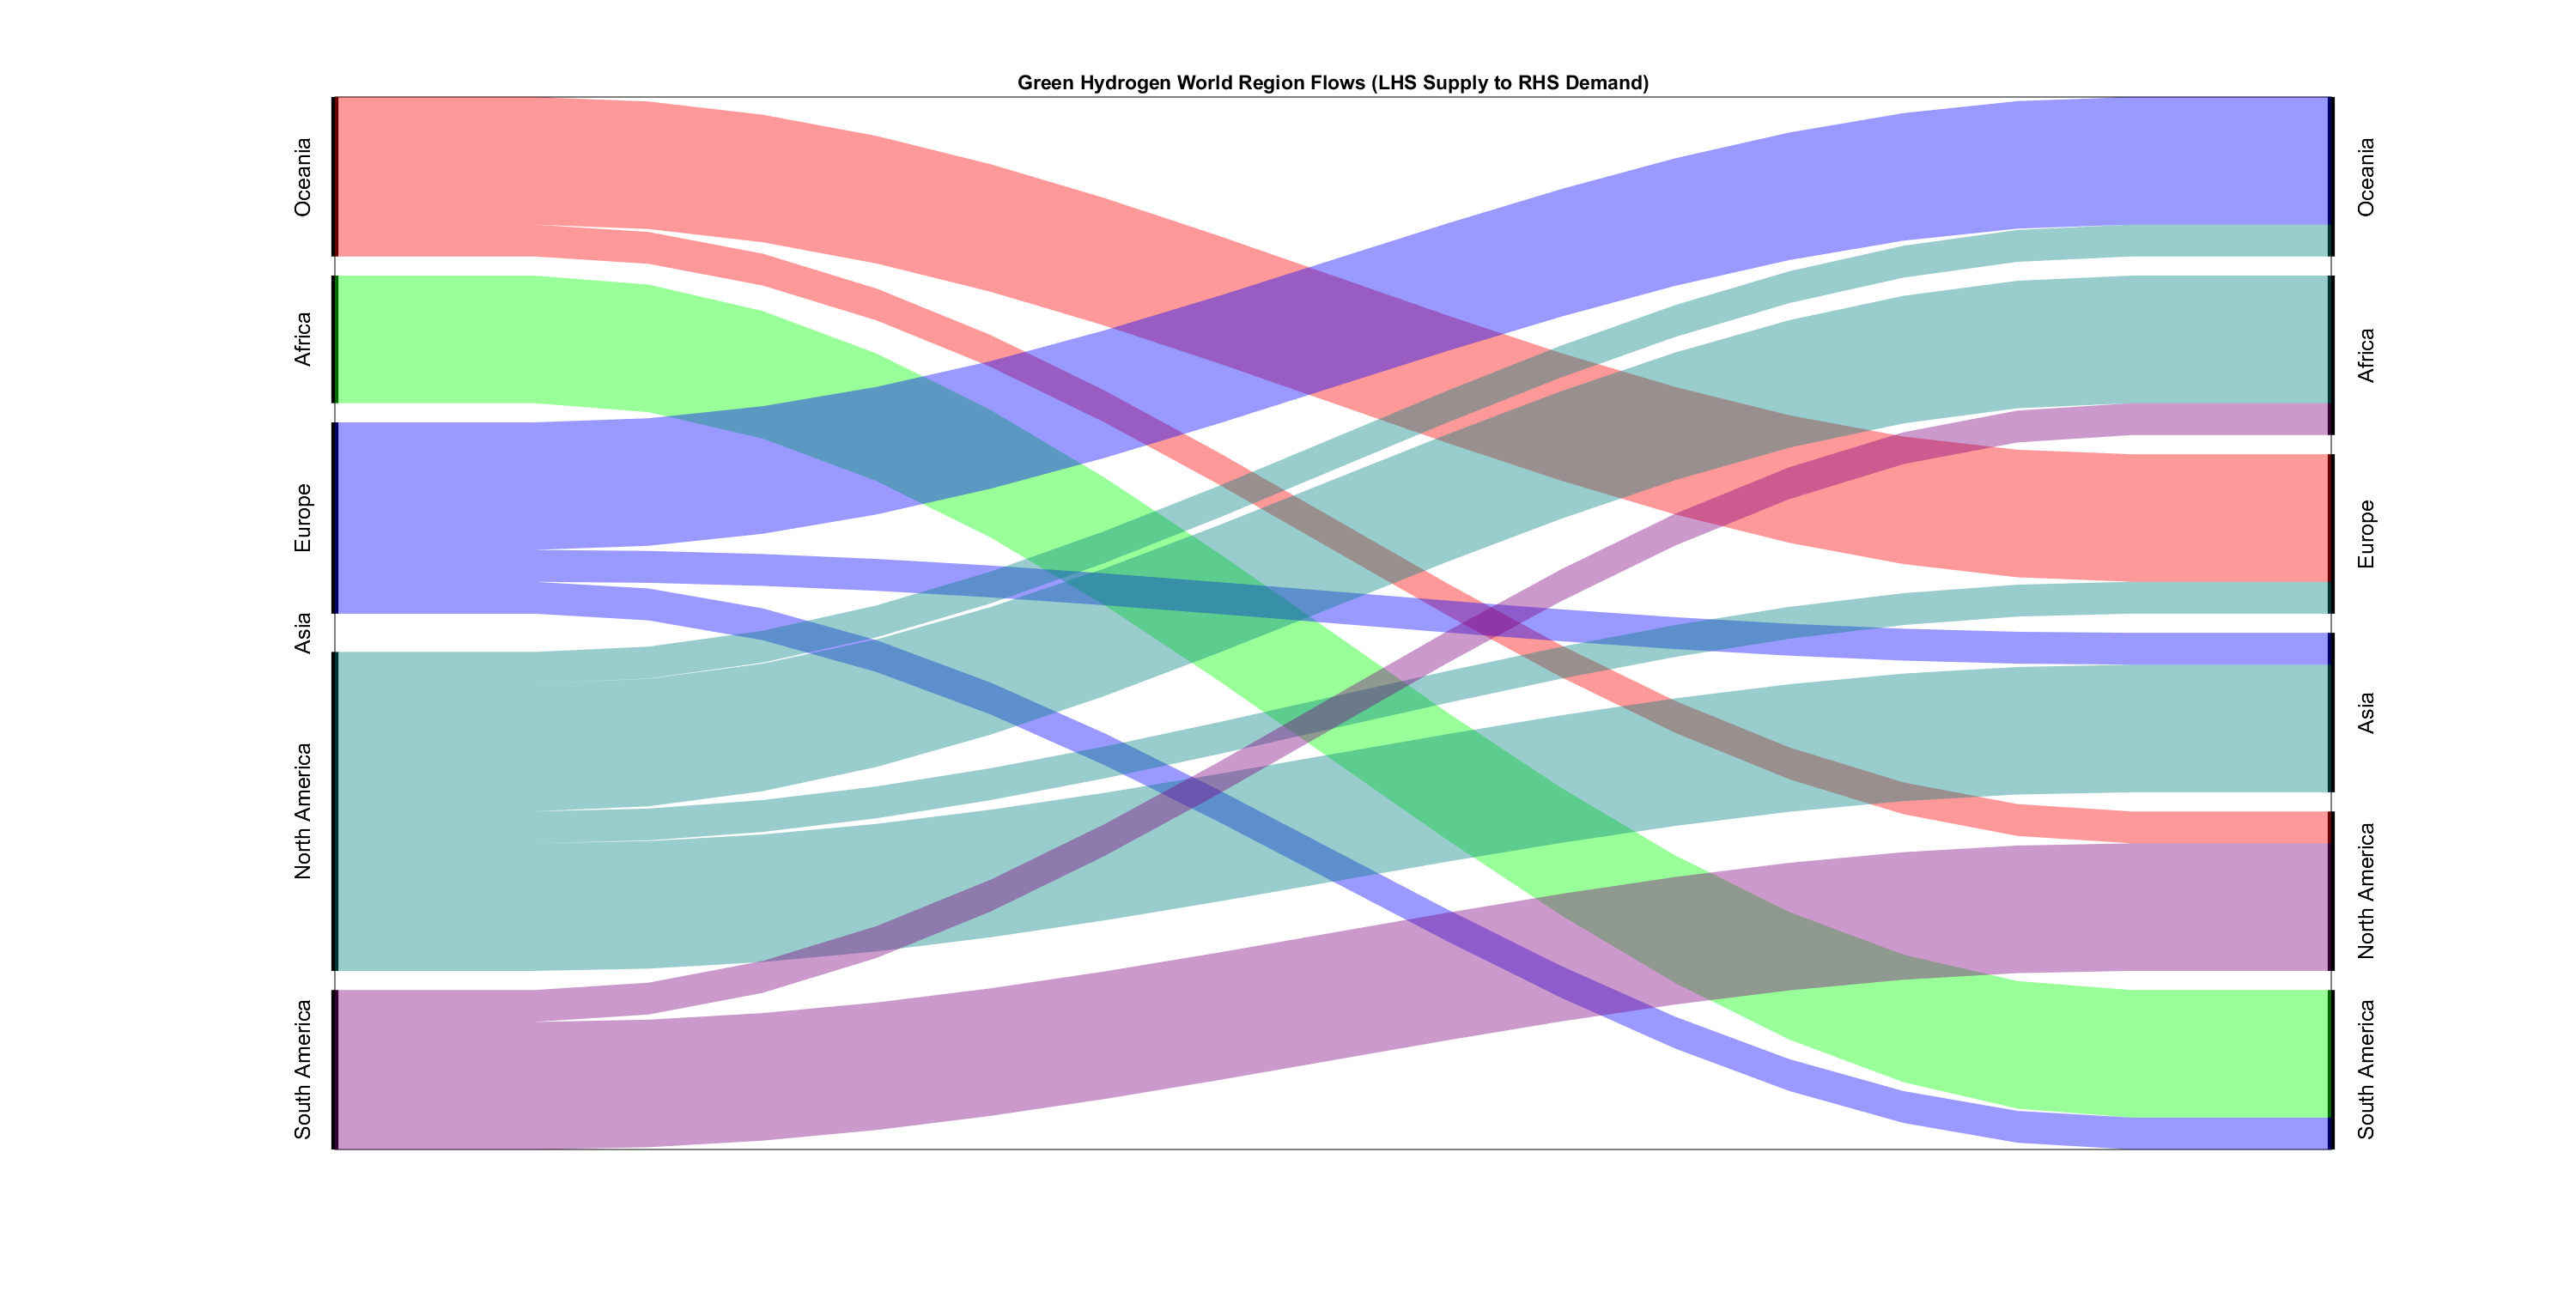 Green Hydrogen World Region Flows (LHS Supply to RHS Demand)
Oceania
Africa
Europe
Asia
North America
South America
Oceania
Africa
Europe
Asia
North America
South America